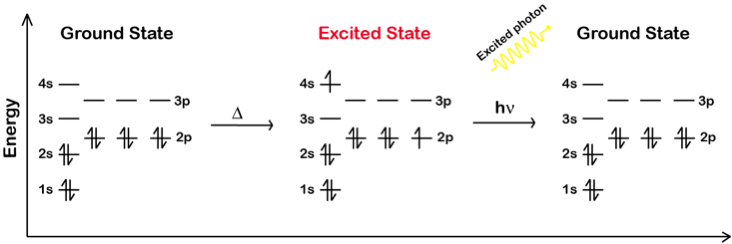 Ground State
Excited State
Excited photon
Ground State
Energy
4s
3p
3s
2p
2s
1s
Δ
4s
3p
3s
2p
2s
1s
hν
4s
3p
3s
2p
2s
1s